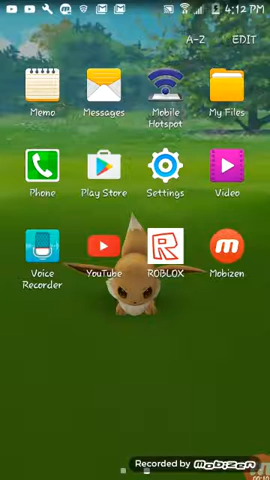 4:12 PM
A-Z EDIT
Memo Messages Mobile Hotspot My Files
Phone Play Store Settings Video
Voice Recorder YouTube ROBLOX Mobizen
Recorded by Mobizen